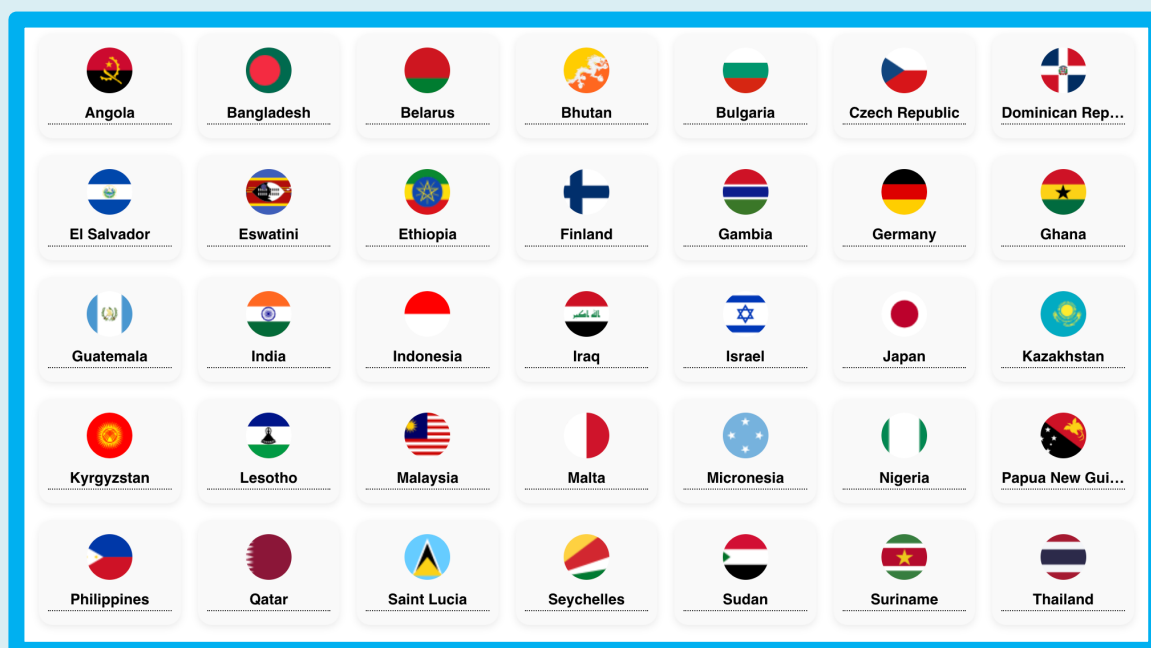 Angola
Bangladesh
Belarus
Bhutan
Bulgaria
Czech Republic
Dominican Rep...
El Salvador
Eswatini
Ethiopia
Finland
Gambia
Germany
Ghana
Guatemala
India
Indonesia
Iraq
Israel
Japan
Kazakhstan
Kyrgyzstan
Lesotho
Malaysia
Malta
Micronesia
Nigeria
Papua New Gui...
Philippines
Qatar
Saint Lucia
Seychelles
Sudan
Suriname
Thailand